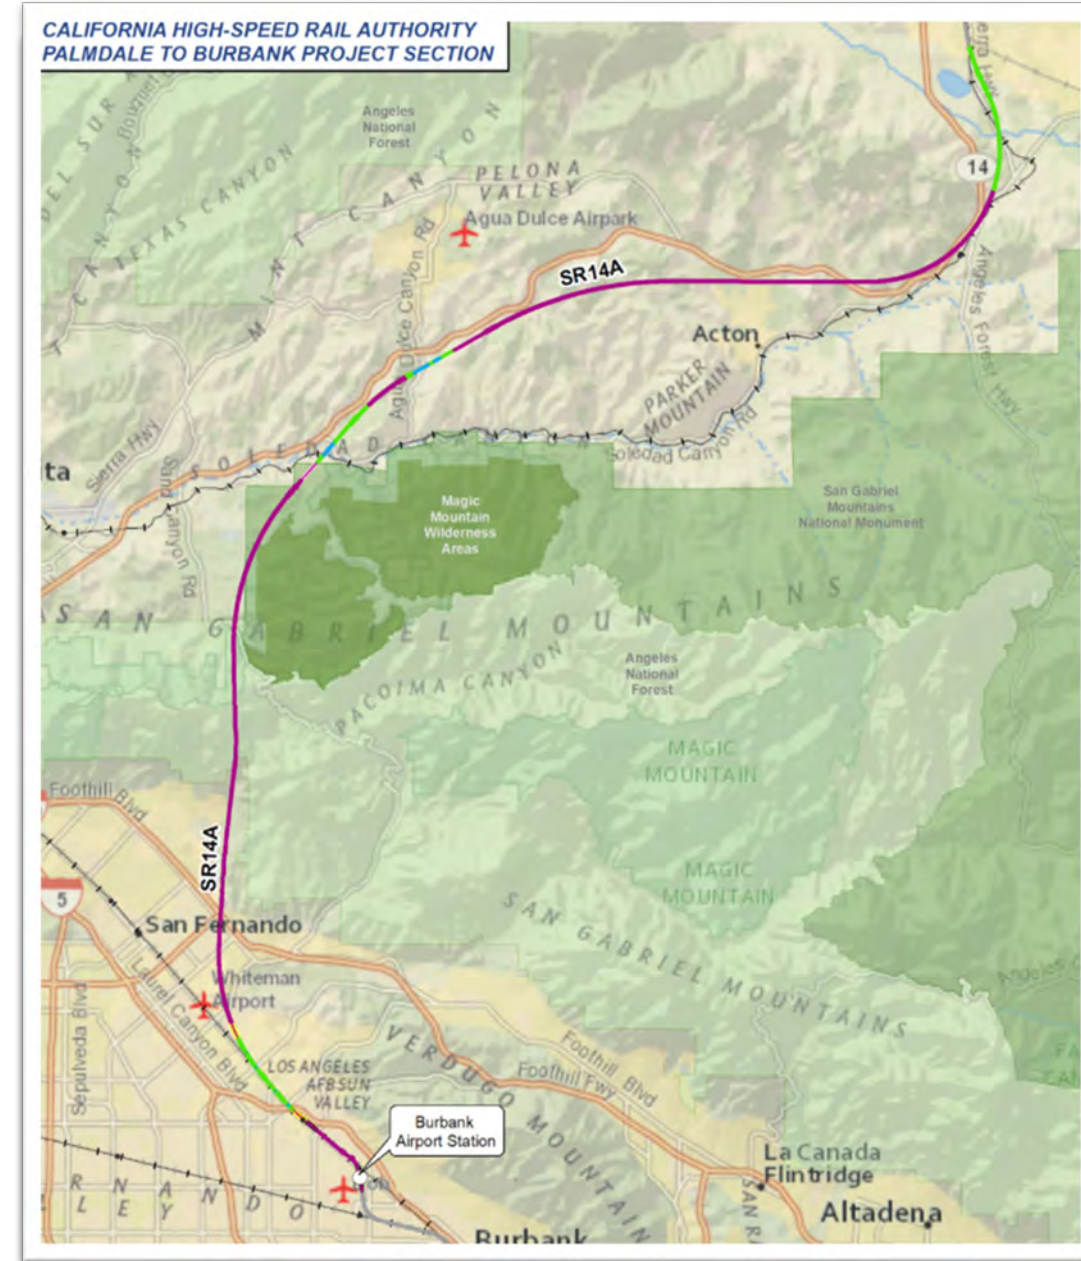 CALIFORNIA HIGH-SPEED RAIL AUTHORITY
PALMDALE TO BURBANK PROJECT SECTION
Angeles
National
Forest
14
PELONA
VALLEY
Agua Dulce Airpark
TEXAS CANYON
MINT CANYON
Agua Dulce Canyon Rd
SR14A
Angeles Forest Hwy
Acton
PARKER
MOUNTAIN
Soledad Canyon Rd
Sierra Hwy
SOLEDAD CANYON
Sand Canyon Rd
Magic
Mountain
Wilderness
Areas
San Gabriel
Mountains
National Monument
SAN GABRIEL MOUNTAINS
Angeles
National
Forest
PACOIMA CANYON
MAGIC
MOUNTAIN
Foothill Blvd
SR14A
MAGIC
MOUNTAIN
5
San Fernando
SAN GABRIEL MOUNTAINS
Whiteman
Airport
Laurel Canyon Blvd
Sepulveda Blvd
LOS ANGELES
AFB SUN
VALLEY
VERDUGO MOUNTAINS
Foothill Blvd
Foothill Fwy
Burbank
Airport Station
La Canada
Flintridge
Altadena
Burbank